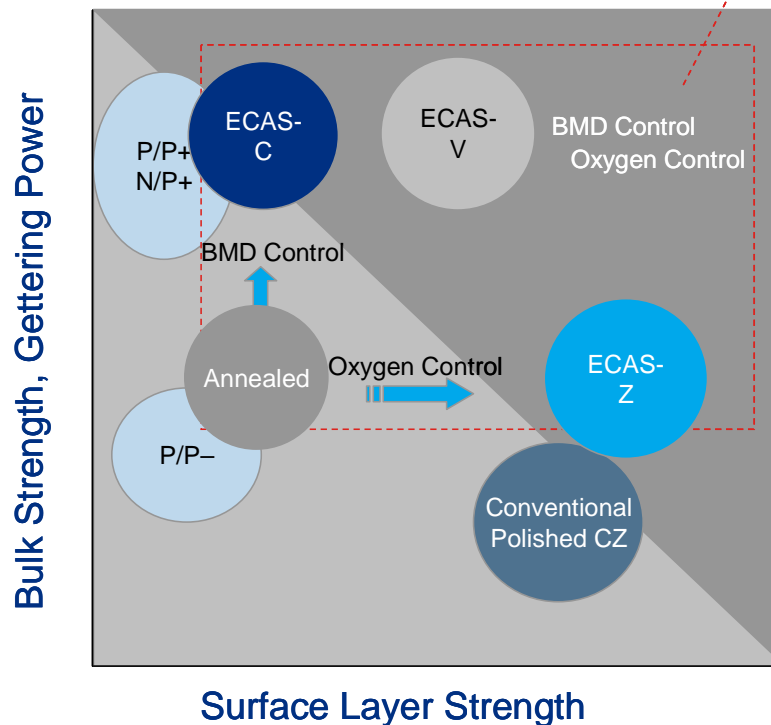 Bulk Strength, Gettering Power
ECAS-
C
ECAS-
V
BMD Control
Oxygen Control
P/P+
N/P+
BMD Control
Annealed
Oxygen Control
ECAS-
Z
P/P–
Conventional
Polished CZ
Surface Layer Strength